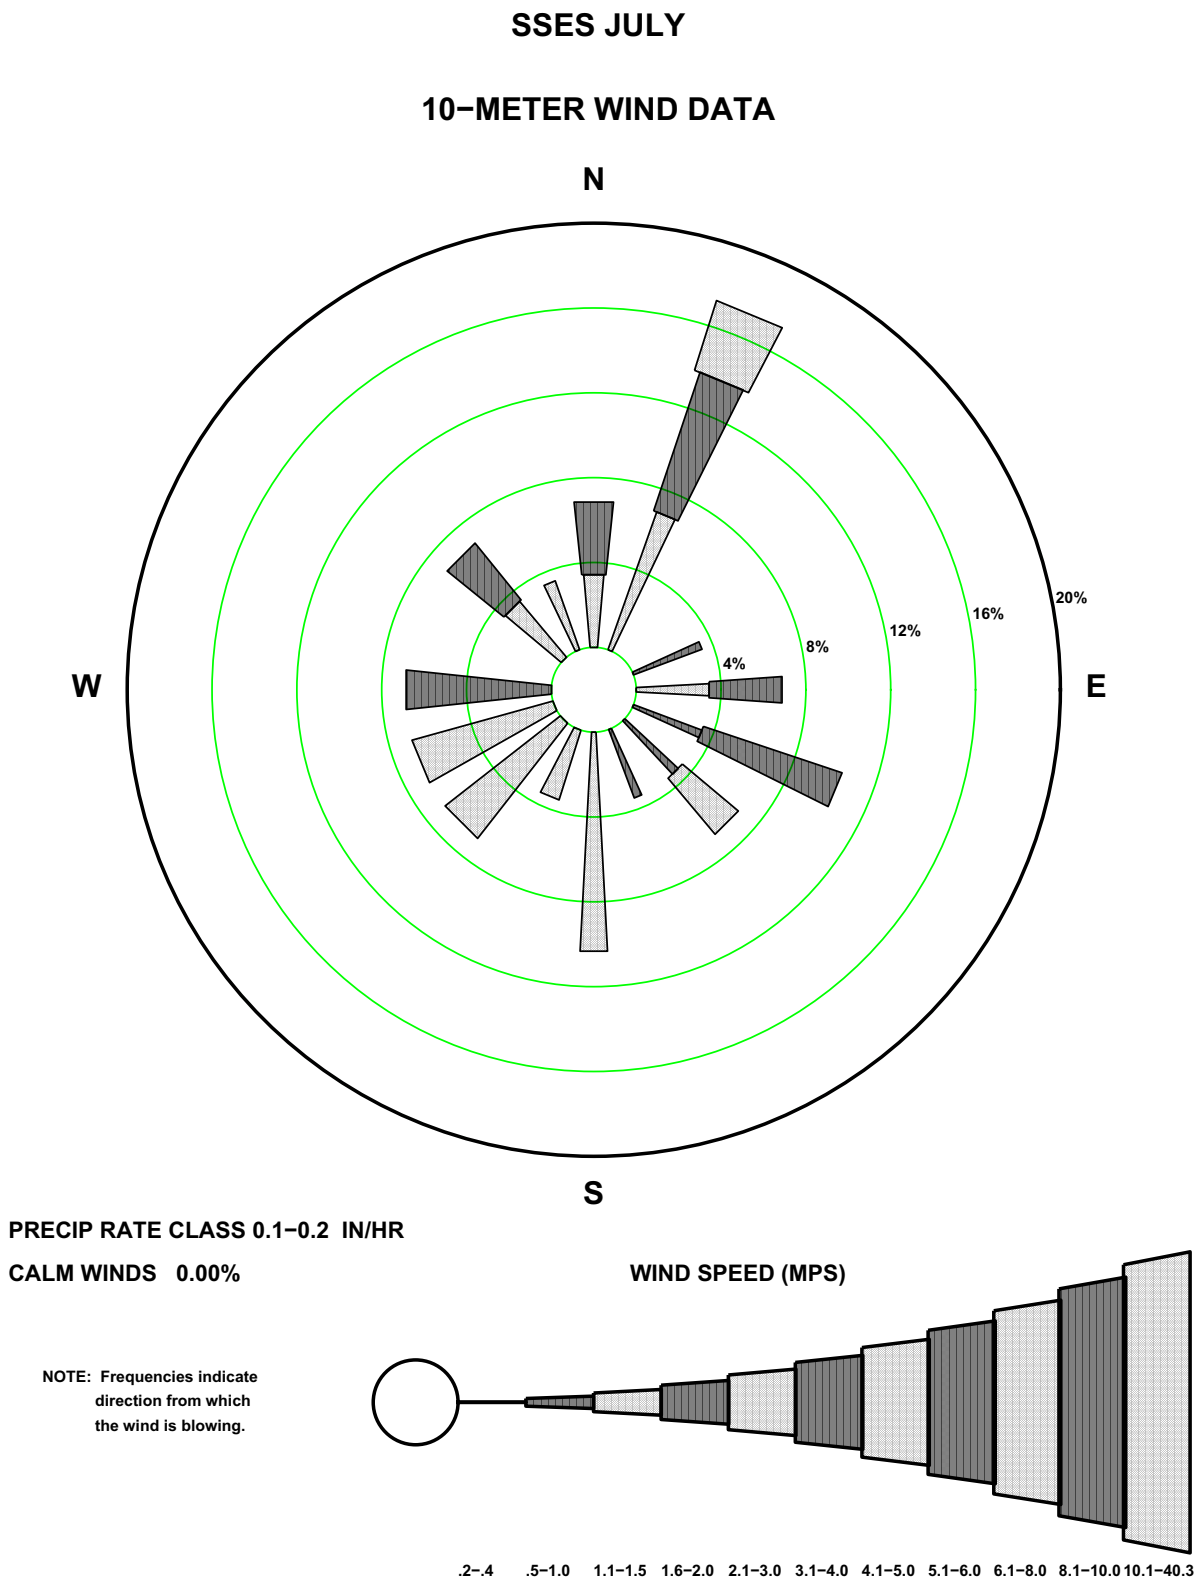 SSES JULY
10−METER WIND DATA
N
20%
16%
12%
8%
4%
W
E
S
PRECIP RATE CLASS 0.1−0.2 IN/HR
CALM WINDS 0.00%
WIND SPEED (MPS)
NOTE: Frequencies indicate
direction from which
the wind is blowing.
.2−.4 .5−1.0 1.1−1.5 1.6−2.0 2.1−3.0 3.1−4.0 4.1−5.0 5.1−6.0 6.1−8.0 8.1−10.0 10.1−40.3